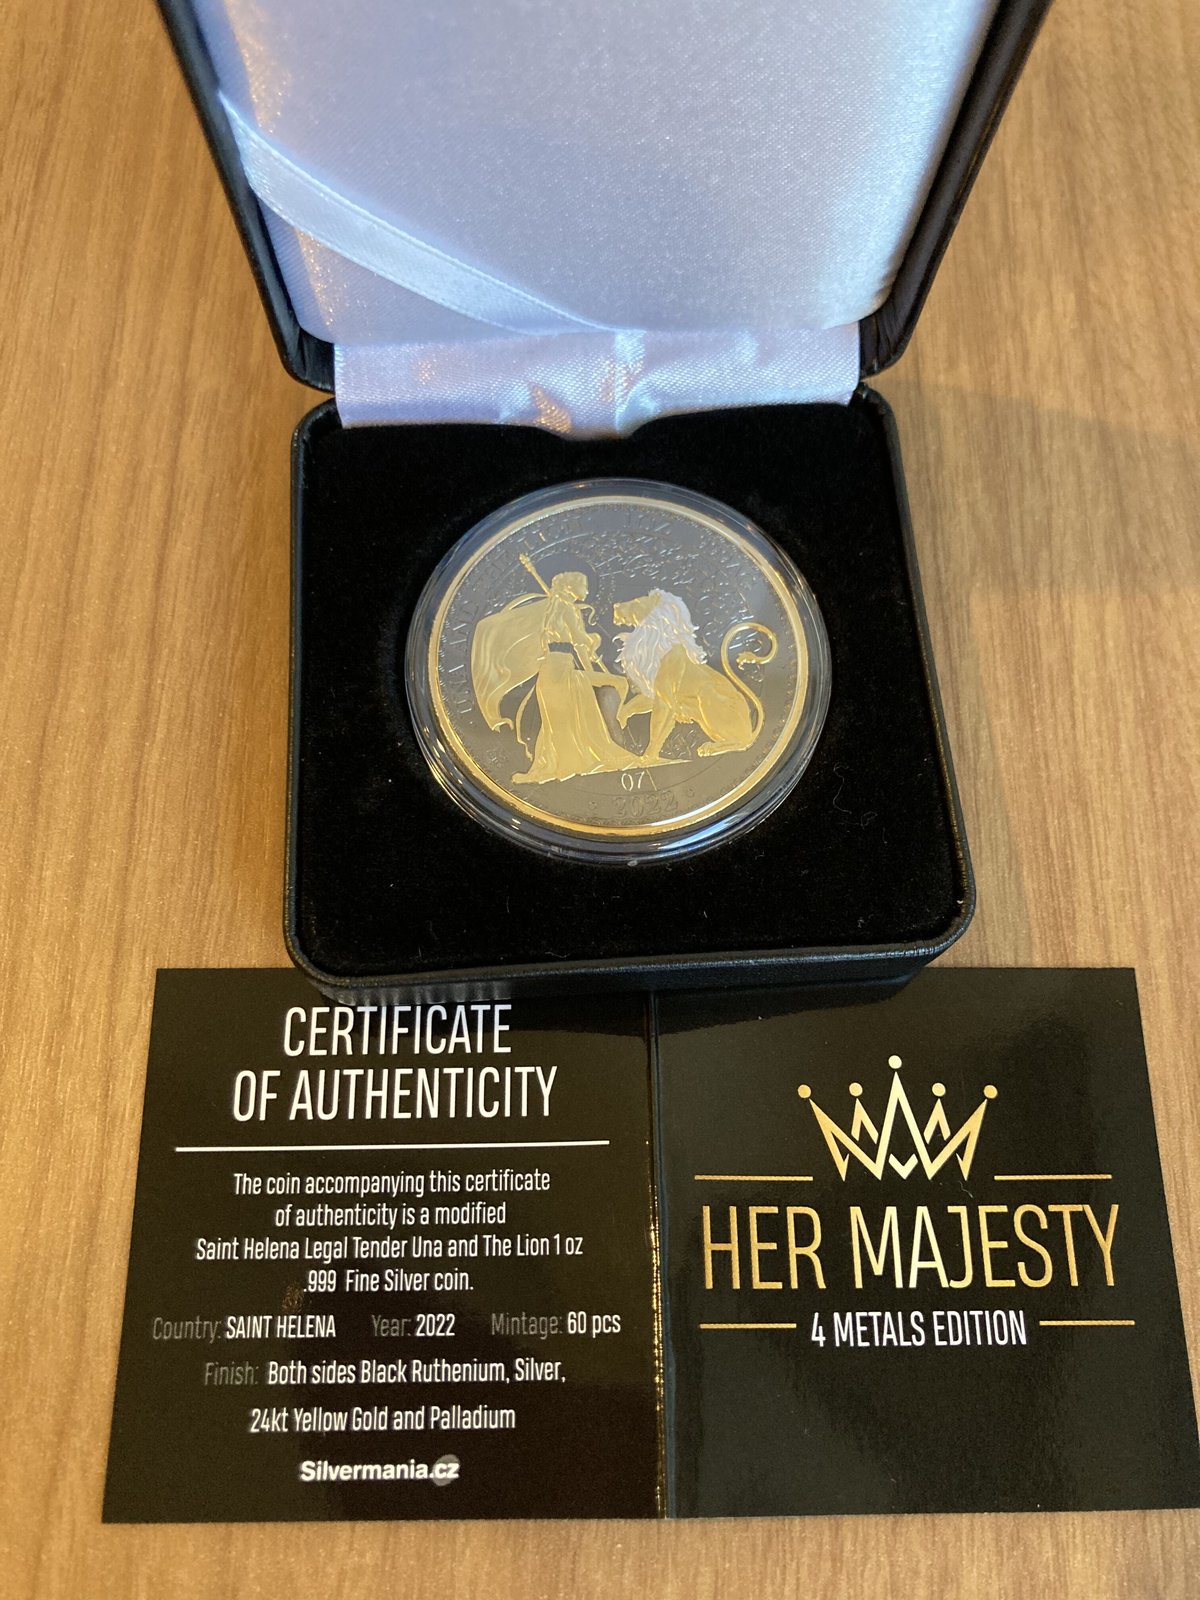 UNA AND
07
2022
CERTIFICATE
OF AUTHENTICITY
The coin accompanying this certificate
of authenticity is a modified
Saint Helena Legal Tender Una and The Lion 1 oz
.999 Fine Silver coin.
Country: SAINT HELENA Year: 2022 Mintage: 60 pcs
Finish: Both sides Black Ruthenium, Silver,
24kt Yellow Gold and Palladium
Silvermania.cz
HER MAJESTY
4 METALS EDITION